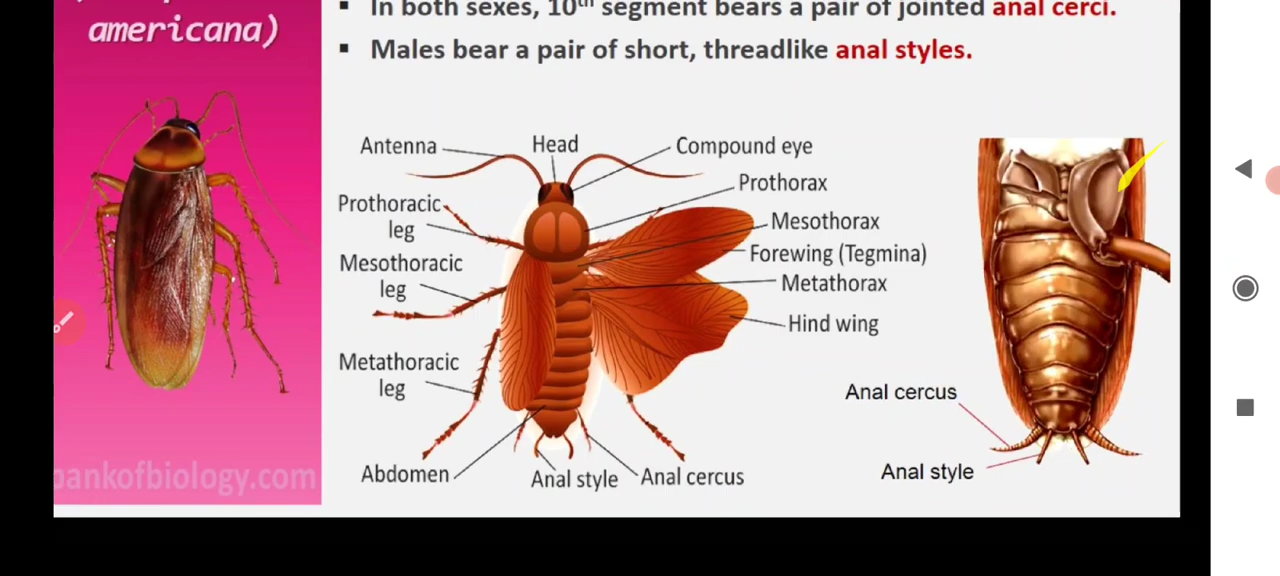 americana)
▪ In both sexes, 10th segment bears a pair of jointed anal cerci.
▪ Males bear a pair of short, threadlike anal styles.
Antenna
Head
Compound eye
Prothorax
Prothoracic
leg
Mesothorax
Forewing (Tegmina)
Mesothoracic
leg
Metathorax
Hind wing
Metathoracic
leg
Abdomen
Anal style
Anal cercus
Anal cercus
Anal style
bankofbiology.com